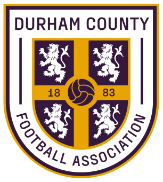 DURHAM COUNTY
18 83
FOOTBALL ASSOCIATION